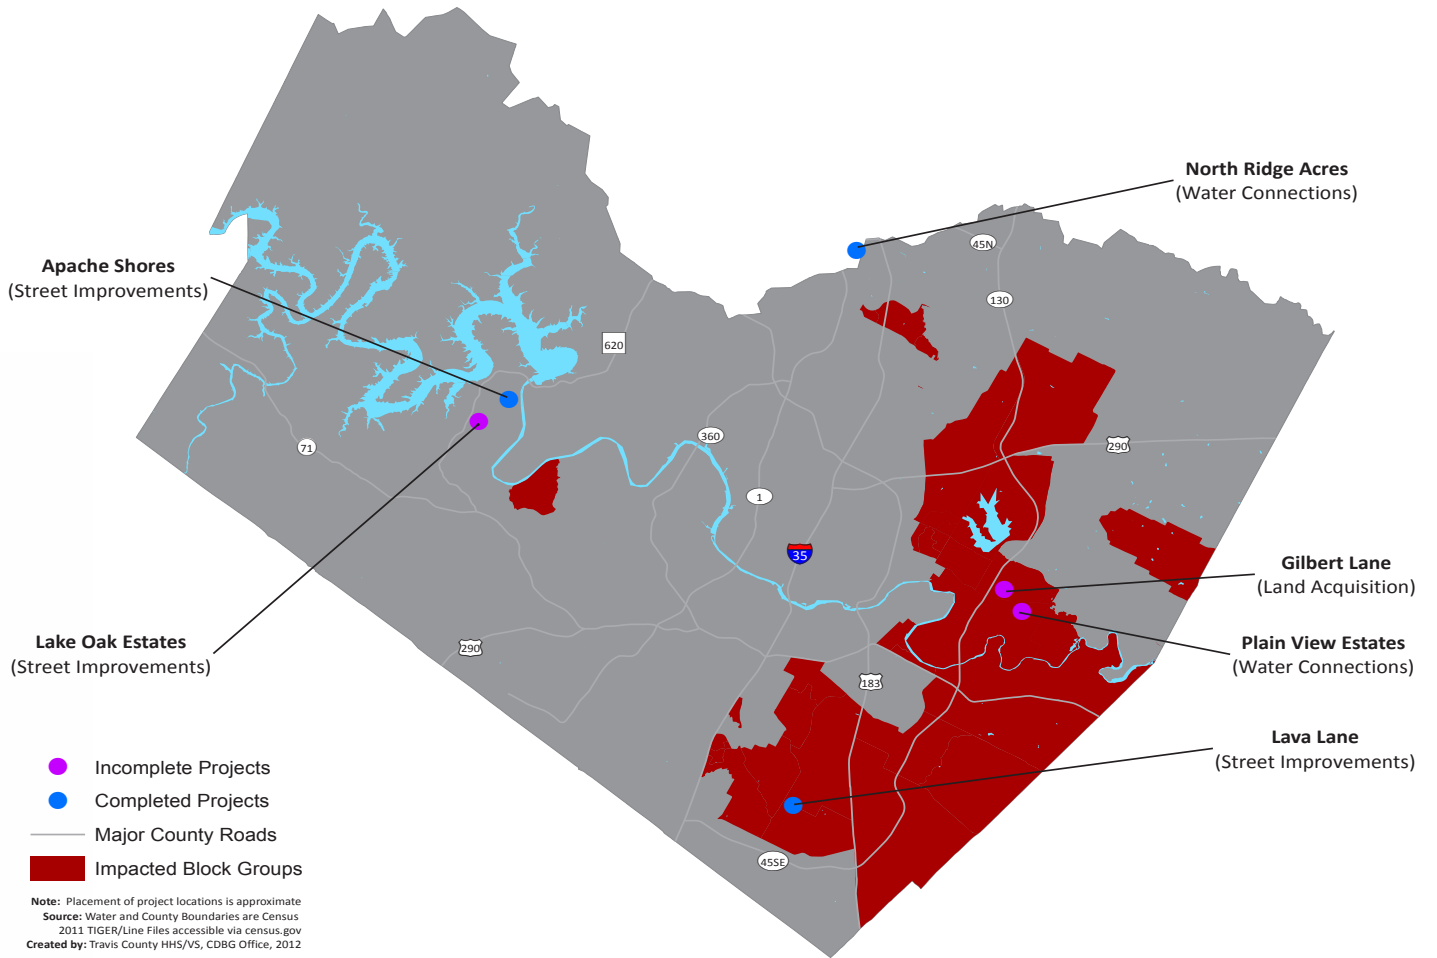 North Ridge Acres
(Water Connections)
45N
Apache Shores
(Street Improvements)
130
620
360
71
290
1
35
Gilbert Lane
(Land Acquisition)
Lake Oak Estates
(Street Improvements)
290
Plain View Estates
(Water Connections)
183
Lava Lane
(Street Improvements)
Incomplete Projects
Completed Projects
Major County Roads
45SE
Impacted Block Groups
Note: Placement of project locations is approximate
Source: Water and County Boundaries are Census
2011 TIGER/Line Files accessible via census.gov
Created by: Travis County HHS/VS, CDBG Office, 2012